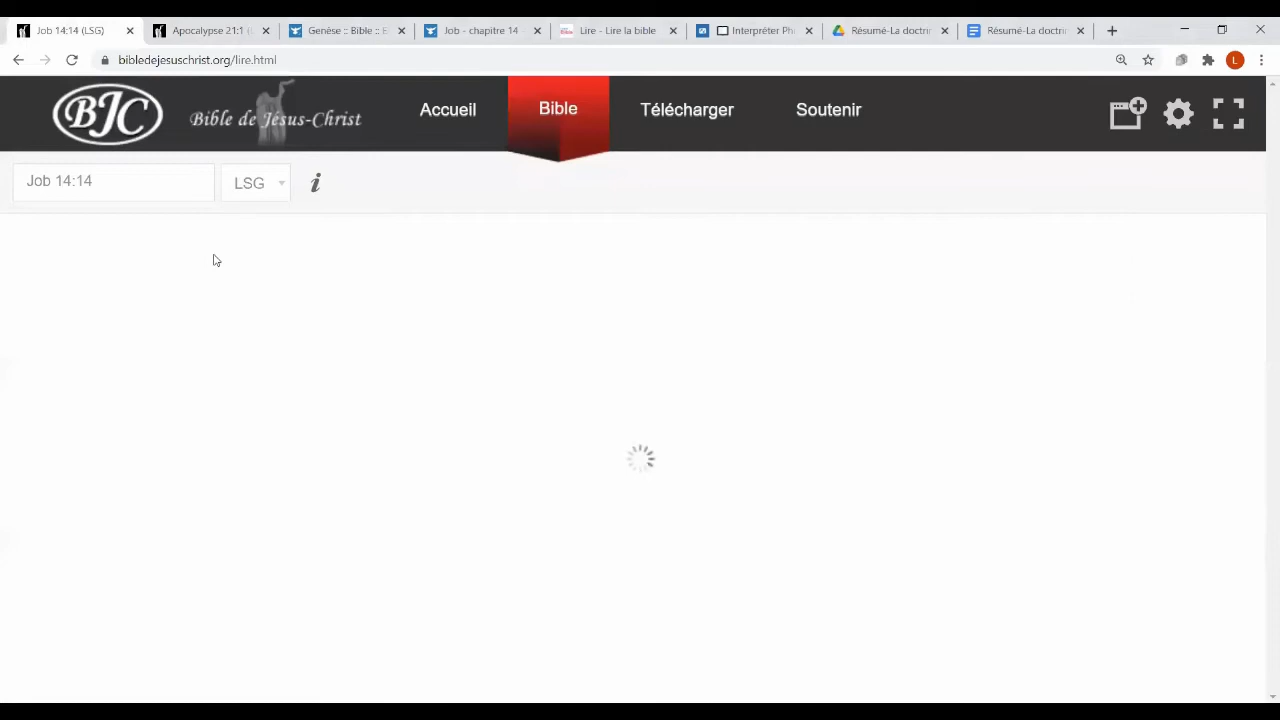 Job 14:14 (LSG)
Apocalypse 21:1 (
Genèse :: Bible :: E
Job - chapitre 14 -
Lire - Lire la bible
Interpréter Ph
Résumé-La doctrin
Résumé-La doctrin
bibledejesuschrist.org/lire.html
L
BJC
Bible de Jésus-Christ
Accueil
Bible
Télécharger
Soutenir
Job 14:14
LSG
i